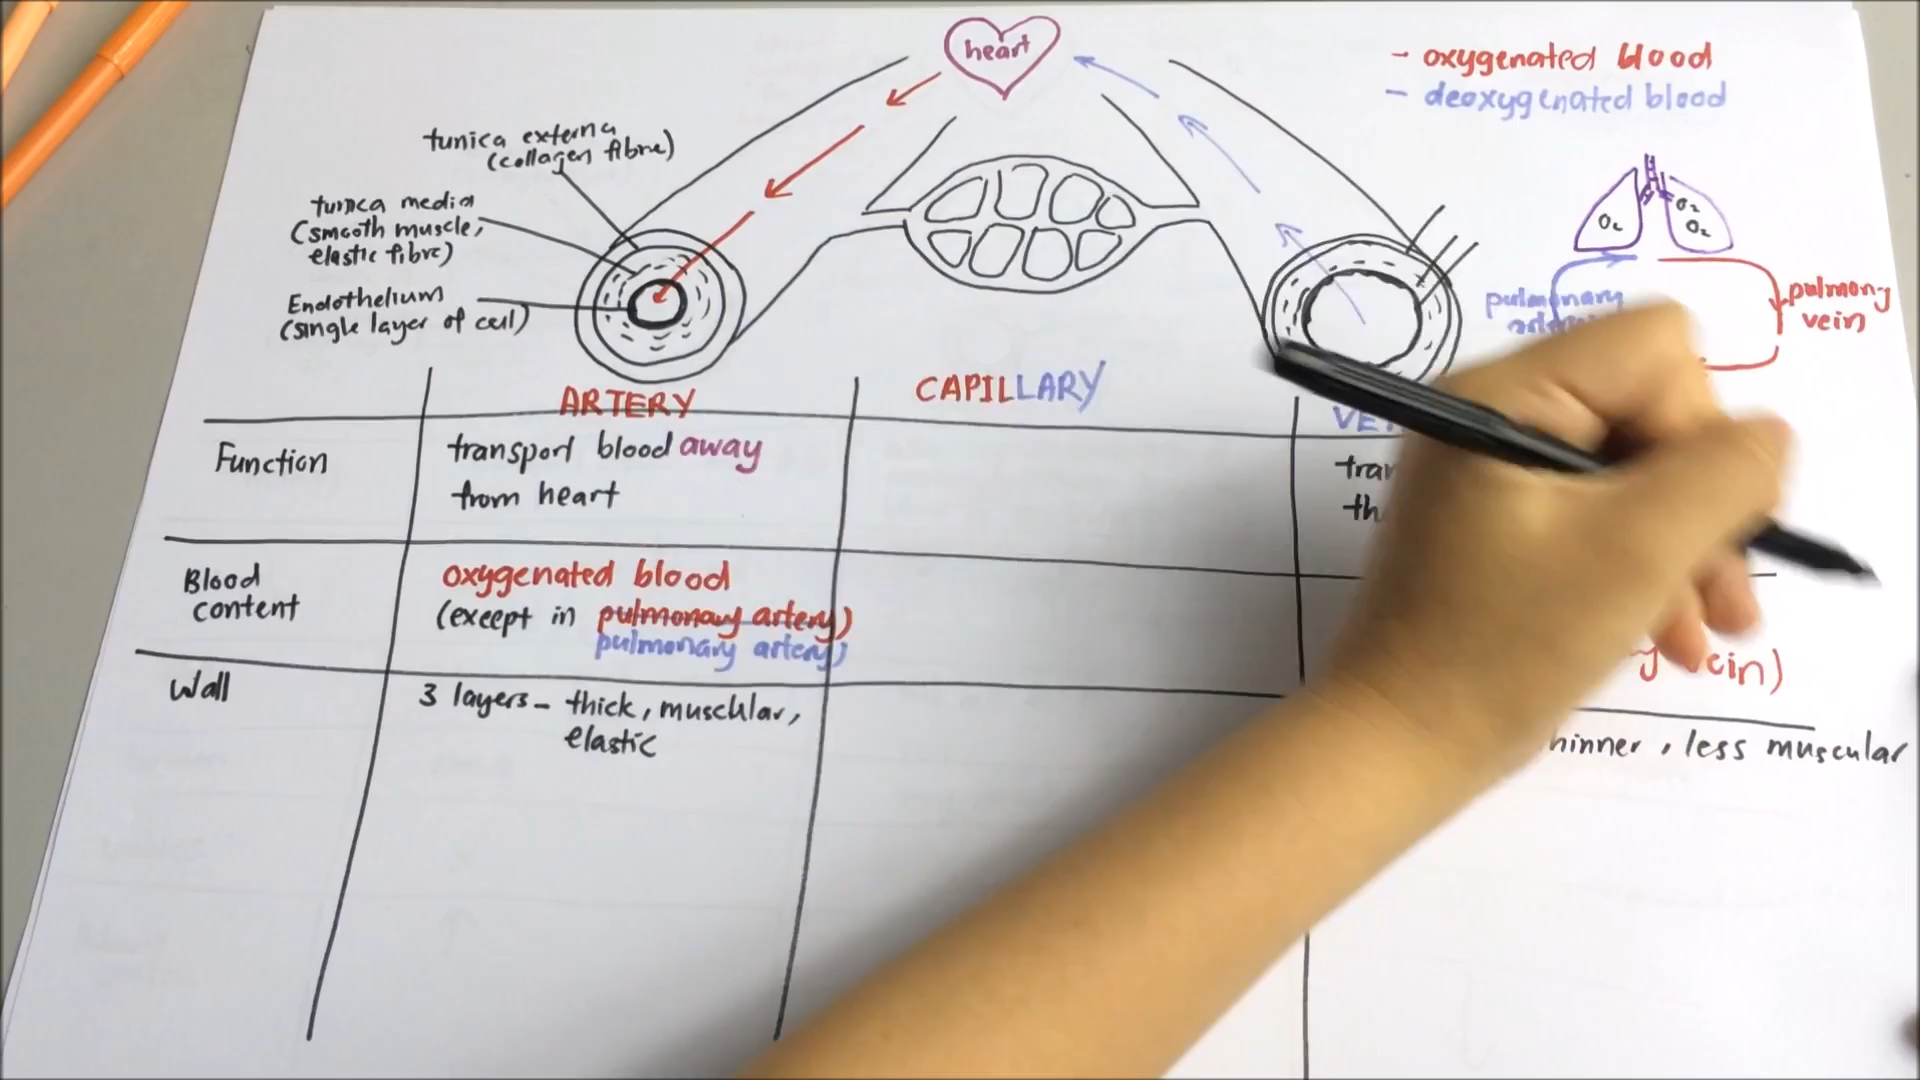 heart
- oxygenated blood
- deoxygenated blood
tunica externa
(collagen fibre)
tunica media
(smooth muscle,
elastic fibre)
Endothelium
(single layer of cell)
O2
O2
O2
pulmonary
pulmonary
vein
ARTERY
CAPILLARY
Function
transport blood away
from heart
Blood
content
oxygenated blood
(except in pulmonary artery)
pulmonary artery)
vein)
Wall
3 layers - thick, muscular,
elastic
thinner, less muscular